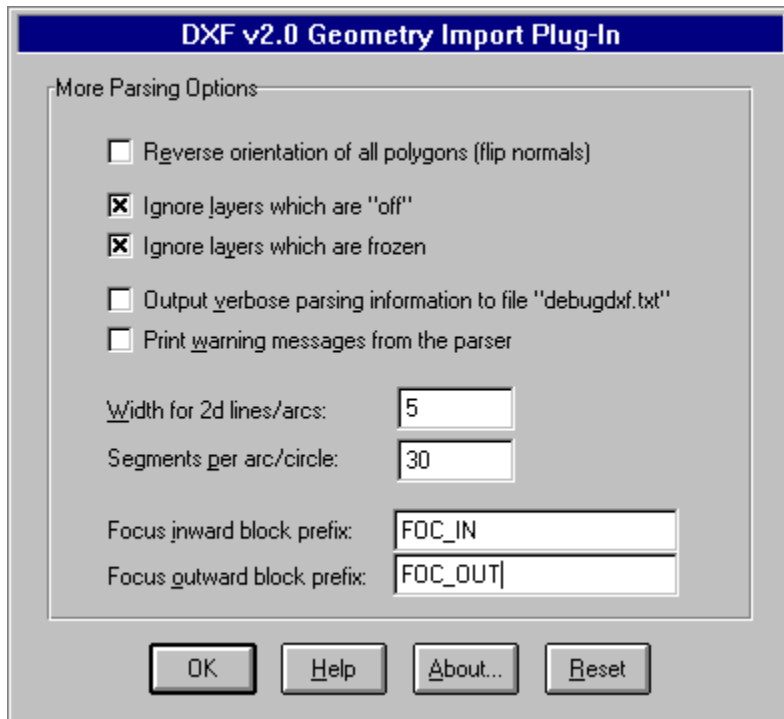 DXF v2.0 Geometry Import Plug-In
More Parsing Options
Reverse orientation of all polygons (flip normals)
Ignore layers which are "off"
Ignore layers which are frozen
Output verbose parsing information to file "debugdxf.txt"
Print warning messages from the parser
Width for 2d lines/arcs: 5
Segments per arc/circle: 30
Focus inward block prefix: FOC_IN
Focus outward block prefix: FOC_OUT
OK Help About... Reset